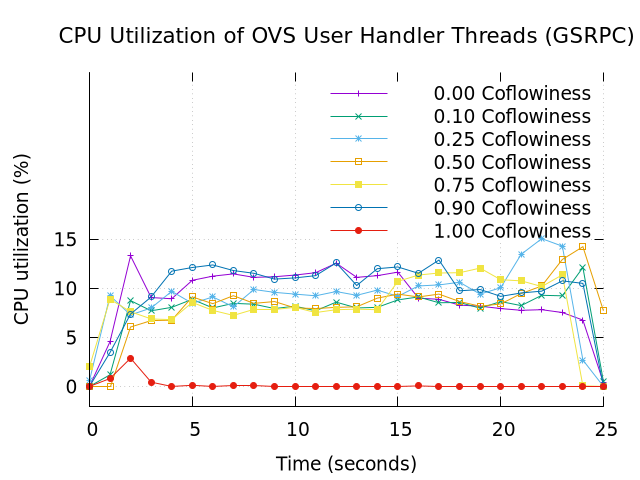 CPU Utilization of OVS User Handler Threads (GSRPC)
0.00 Coflowiness
0.10 Coflowiness
0.25 Coflowiness
0.50 Coflowiness
0.75 Coflowiness
0.90 Coflowiness
1.00 Coflowiness
CPU utilization (%)
15
10
5
0
0 5 10 15 20 25
Time (seconds)